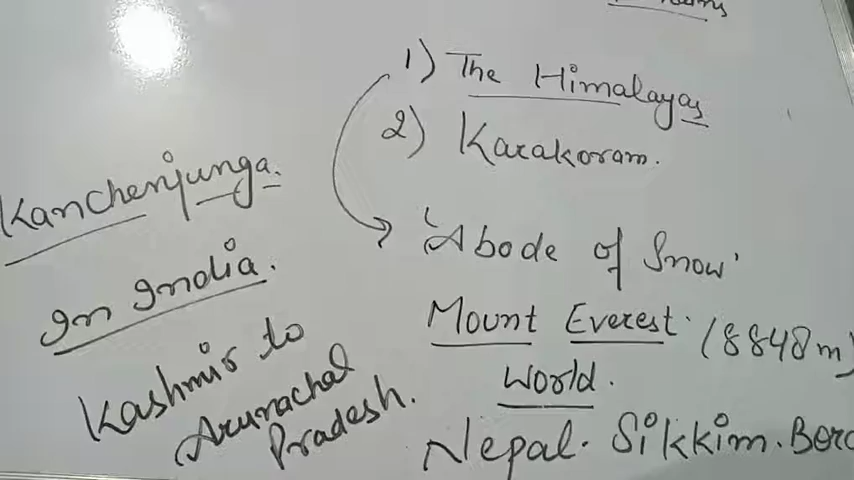 1) The Himalayas
2) Karakoram.
'Abode of Snow'
Mount Everest. (8848m)
World.
Nepal. Sikkim.
Kanchenjunga.
In India.
Kashmir to
Arunachal
Pradesh.